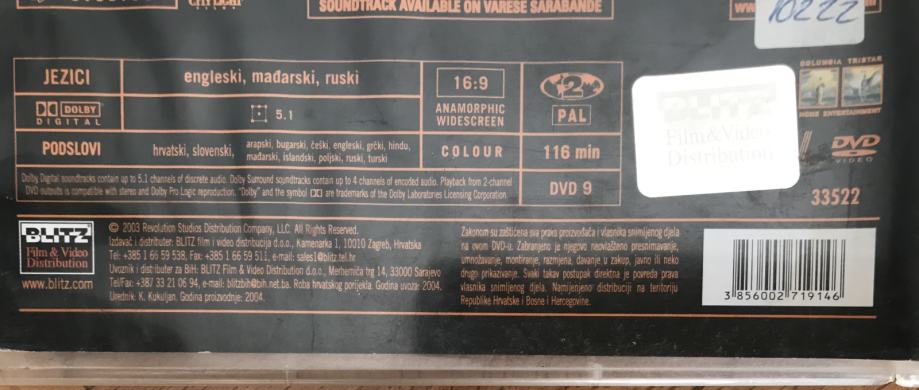 SOUNDTRACK AVAILABLE ON VARESE SARABANDE
www
10222
JEZICI
engleski, mađarski, ruski
DOLBY
DIGITAL
5.1
16:9
ANAMORPHIC
WIDESCREEN
2
PAL
PODSLOVI
hrvatski, slovenski,
arapski, bugarski, češki, engleski, grčki, hindu,
mađarski, islandski, poljski, ruski, turski
COLOUR
116 min
Dolby Digital soundtracks contain up to 5.1 channels of discrete audio. Dolby Surround soundtracks contain up to 4 channels of encoded audio. Playback from 2-channel
DVD outputs is compatible with stereo and Dolby Pro Logic reproduction. "Dolby" and the symbol are trademarks of the Dolby Laboratories Licensing Corporation.
DVD 9
COLUMBIA TRISTAR
HOME ENTERTAINMENT
BLITZ
Film & Video
Distribution
DVD
VIDEO
33522
BLITZ
Film & Video
Distribution
www.blitz.com
© 2003 Revolution Studios Distribution Company, LLC. All Rights Reserved.
Izdavač i distributer: BLITZ film i video distribucija d.o.o., Kamenarka 1, 10010 Zagreb, Hrvatska
Tel: +385 1 66 59 538, Fax: +385 1 66 59 511, e-mail: sales1@blitz.tel.hr
Uvoznik i distributer za BiH: BLITZ Film & Video Distribution d.o.o., Merhemića trg 14, 33000 Sarajevo
Tel/Fax: +387 33 21 06 94, e-mail: blitzbih@bih.net.ba. Roba hrvatskog porijekla. Godina uvoza: 2004.
Urednik: K. Kukuljan. Godina proizvodnje: 2004.
Zakonom su zaštićena sva prava proizvođača i vlasnika snimljenog djela
na ovom DVD-u. Zabranjeno je njegovo neovlašteno presnimavanje,
umnožavanje, montiranje, razmjena, davanje u zakup, javno ili neko
drugo prikazivanje. Svaki takav postupak direktna je povreda prava
vlasnika snimljenog djela. Namijenjeno distribuciji na teritoriju
Republike Hrvatske i Bosne i Hercegovine.
3 856002 719146